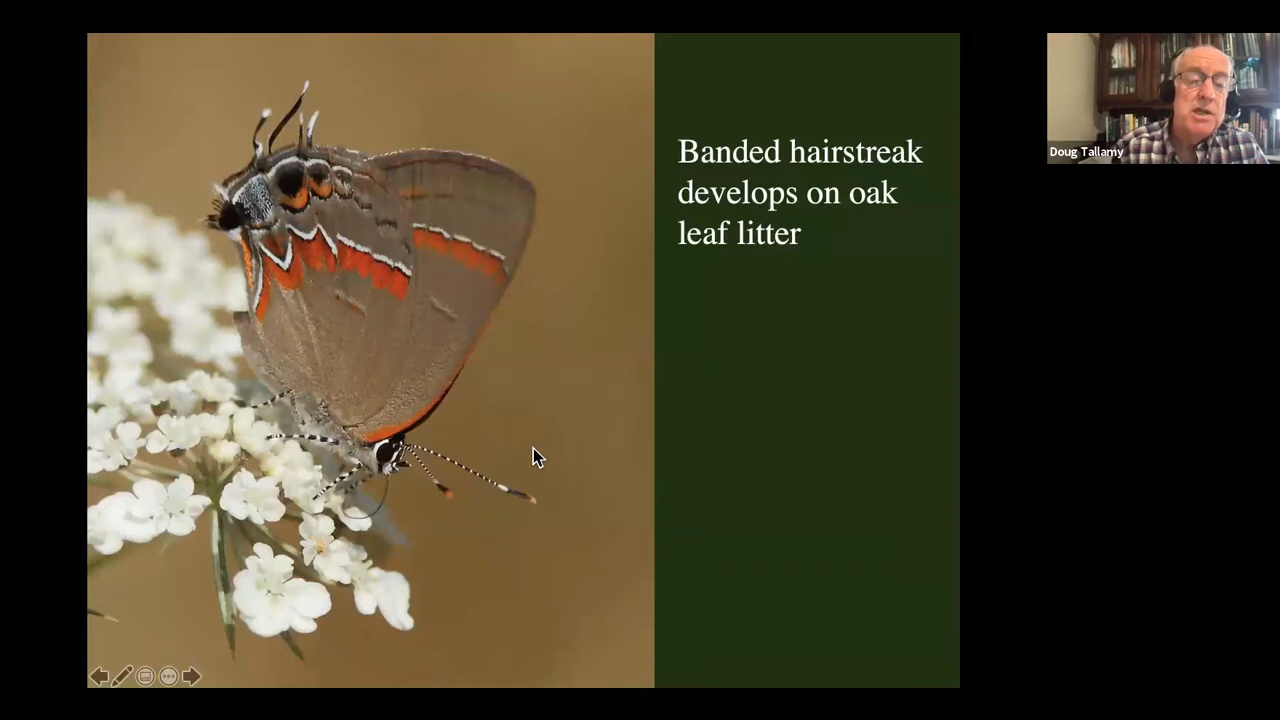 Banded hairstreak
develops on oak
leaf litter
Doug Tallamy